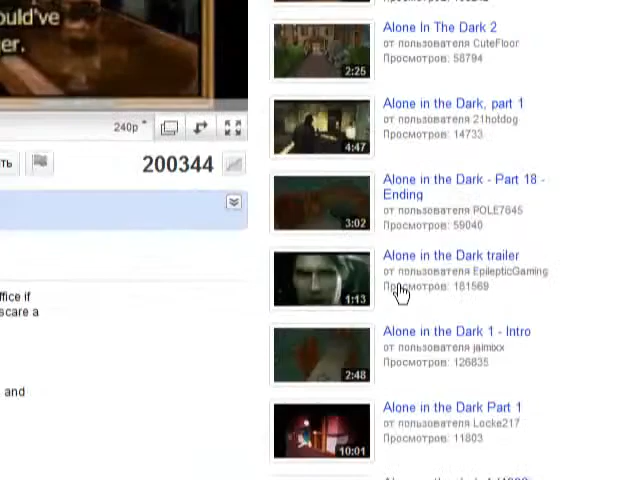 ould've
er.
240p
ть
200344
ffice if
scare a
and
Alone In The Dark 2
от пользователя CuteFloor
Просмотров: 58794
2:25
Alone in the Dark, part 1
от пользователя 21hotdog
Просмотров: 14733
4:47
Alone in the Dark - Part 18 -
Ending
от пользователя POLE7645
Просмотров: 59040
3:02
Alone in the Dark trailer
от пользователя EpilepticGaming
Просмотров: 181569
1:13
Alone in the Dark 1 - Intro
от пользователя jaimixx
Просмотров: 126835
2:48
Alone in the Dark Part 1
от пользователя Locke217
Просмотров: 11803
10:01